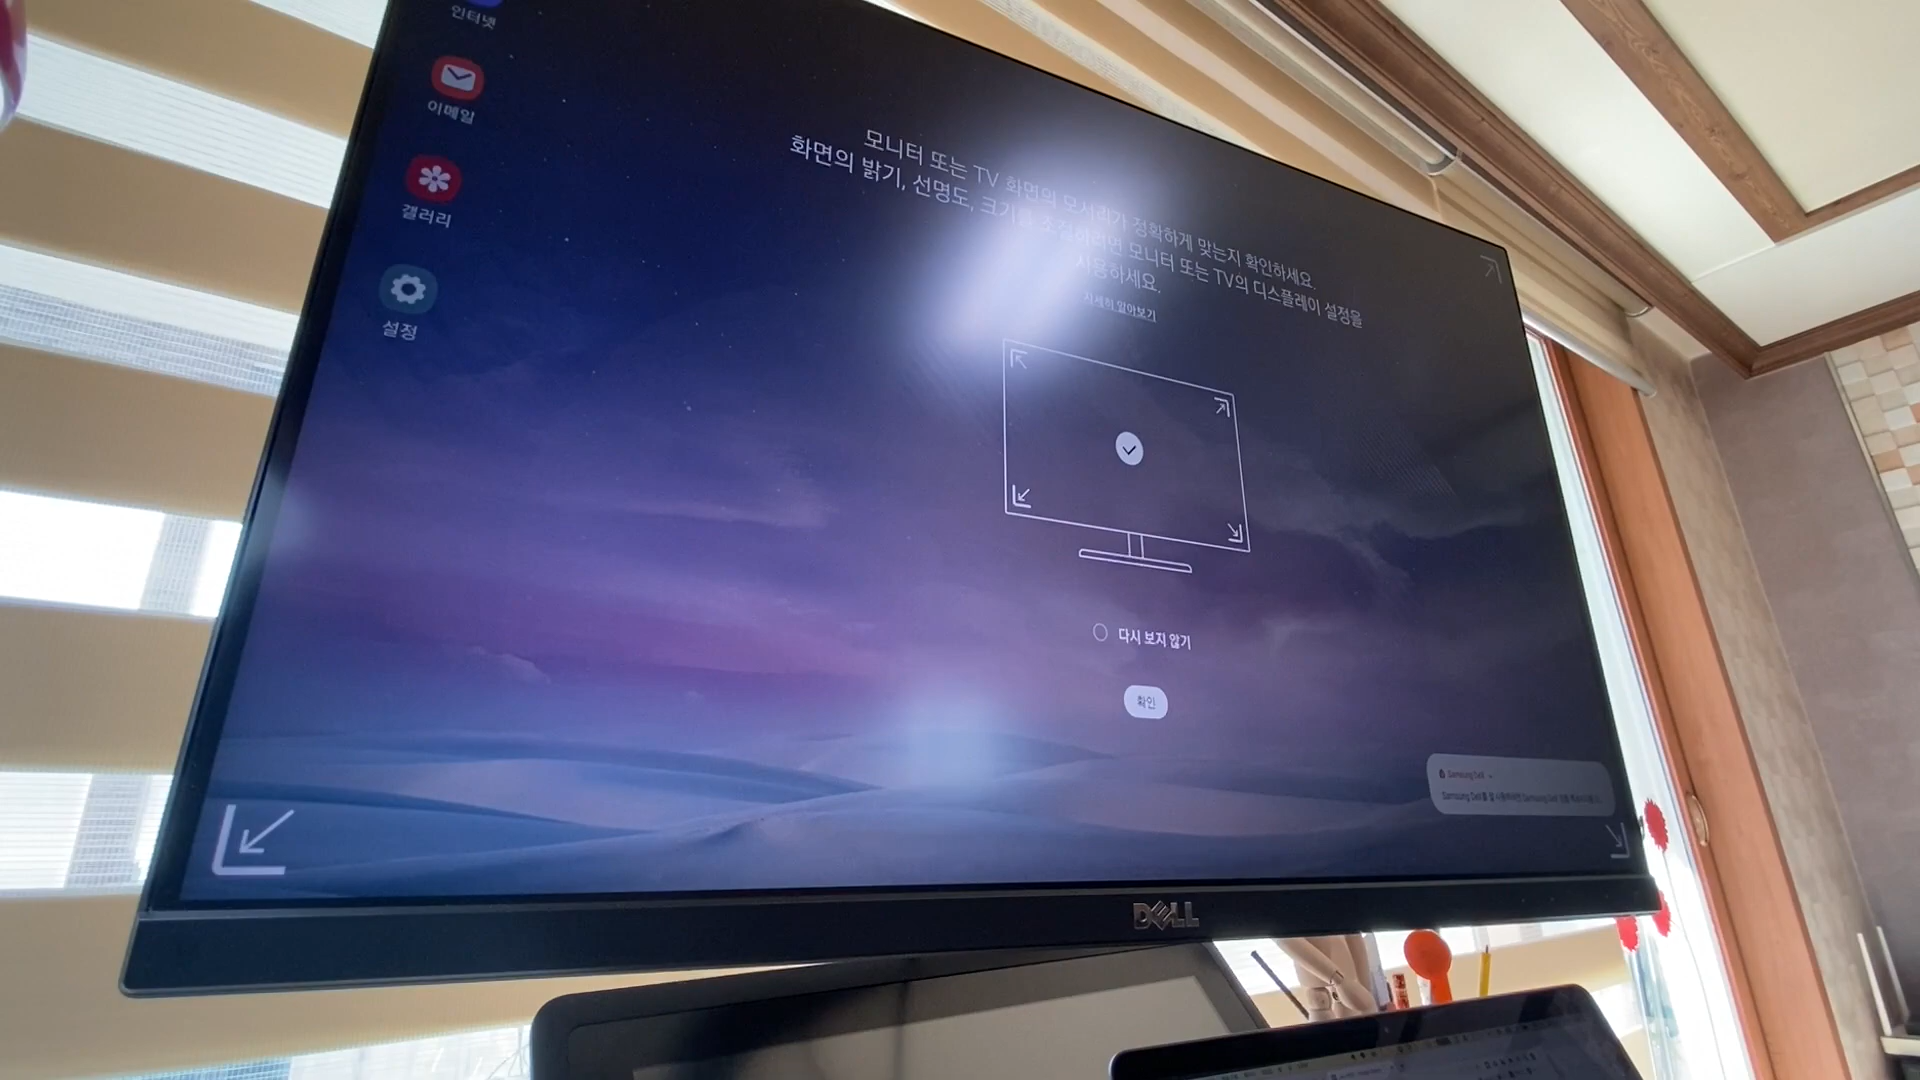 인터넷
이메일
갤러리
설정
모니터 또는 TV 화면의 모서리가 정확하게 맞는지 확인하세요.
화면의 밝기, 선명도, 크기를 조절하려면 모니터 또는 TV의 디스플레이 설정을
사용하세요.
자세히 알아보기
다시 보지 않기
확인
Samsung DeX
DELL